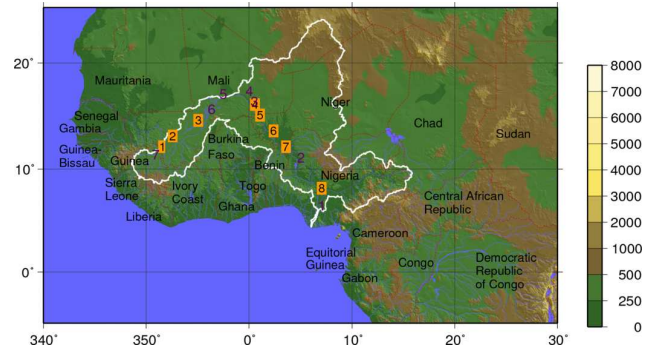 20°
10°
0°
340°
350°
0°
10°
20°
30°
Mauritania
Mali
Niger
Chad
Sudan
Senegal
Gambia
Guinea-
Bissau
Guinea
Sierra
Leone
Liberia
Ivory
Coast
Burkina
Faso
Ghana
Togo
Benin
Nigeria
Cameroon
Central African
Republic
Equitorial
Guinea
Gabon
Congo
Democratic
Republic
of Congo
1
2
3
4
5
6
7
8
7
6
5
4
2
8000
7000
6000
5000
4000
3000
2000
1000
500
250
0